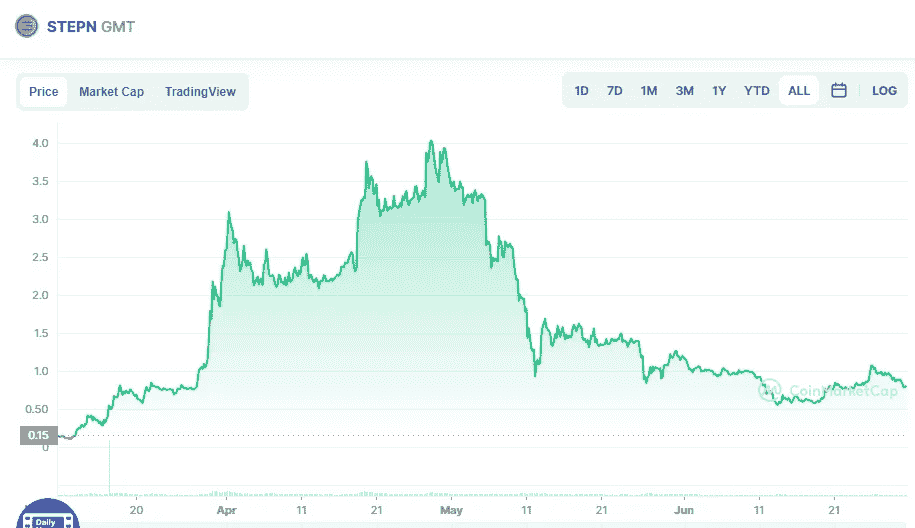 STEPN GMT
Price Market Cap TradingView 1D 7D 1M 3M 1Y YTD ALL LOG
4.0
3.5
3.0
2.5
2.0
1.5
1.0
CoinMarketCap
0.50
0.15
0
20 Apr 11 21 May 11 21 Jun 11 21
Daily